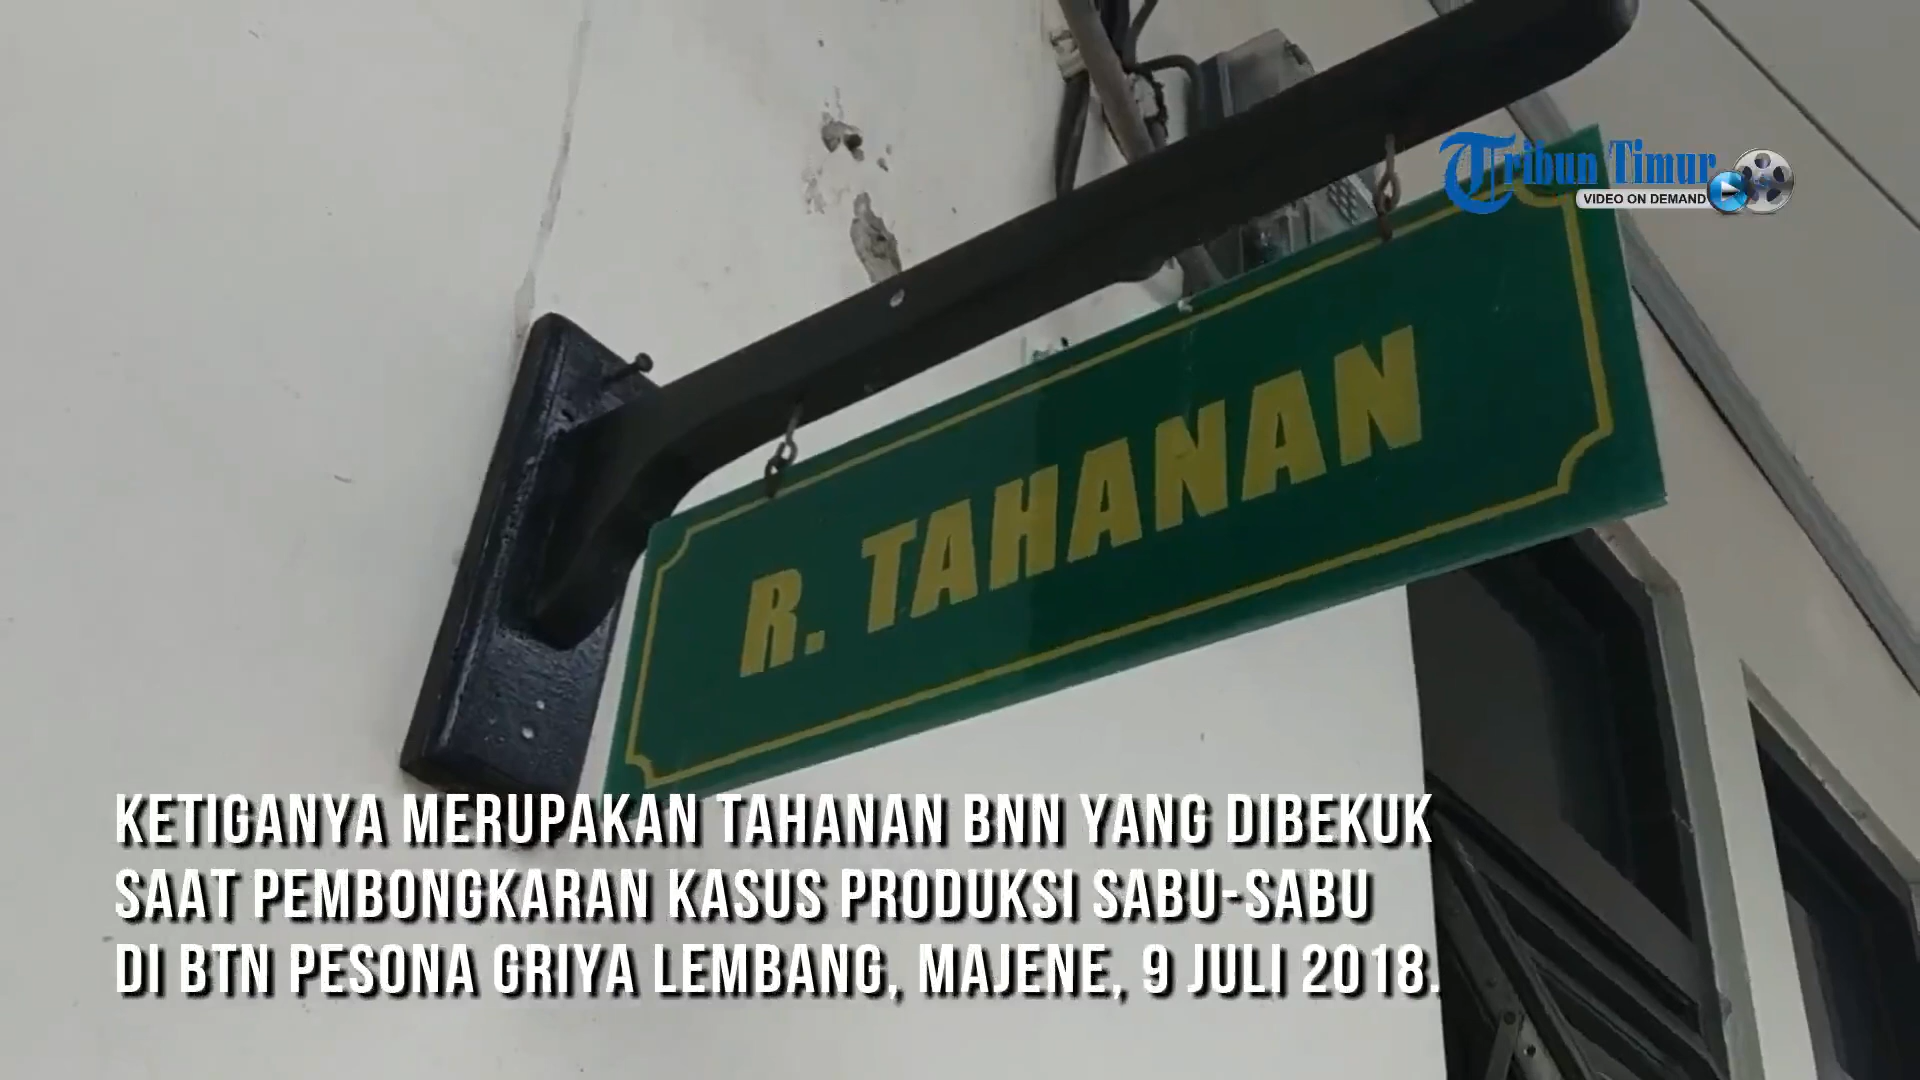 Tribun Timur
VIDEO ON DEMAND
R. TAHANAN
KETIGANYA MERUPAKAN TAHANAN BNN YANG DIBEKUK
SAAT PEMBONGKARAN KASUS PRODUKSI SABU-SABU
DI BTN PESONA GRIYA LEMBANG, MAJENE, 9 JULI 2018.